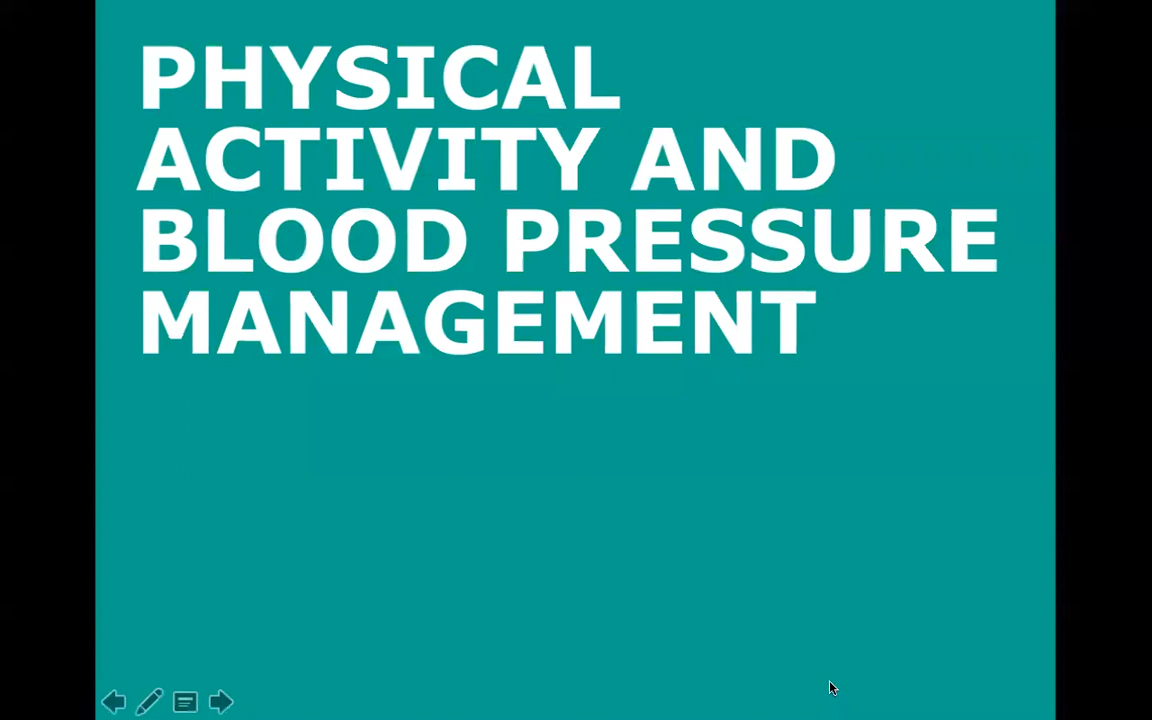 PHYSICAL
ACTIVITY AND
BLOOD PRESSURE
MANAGEMENT